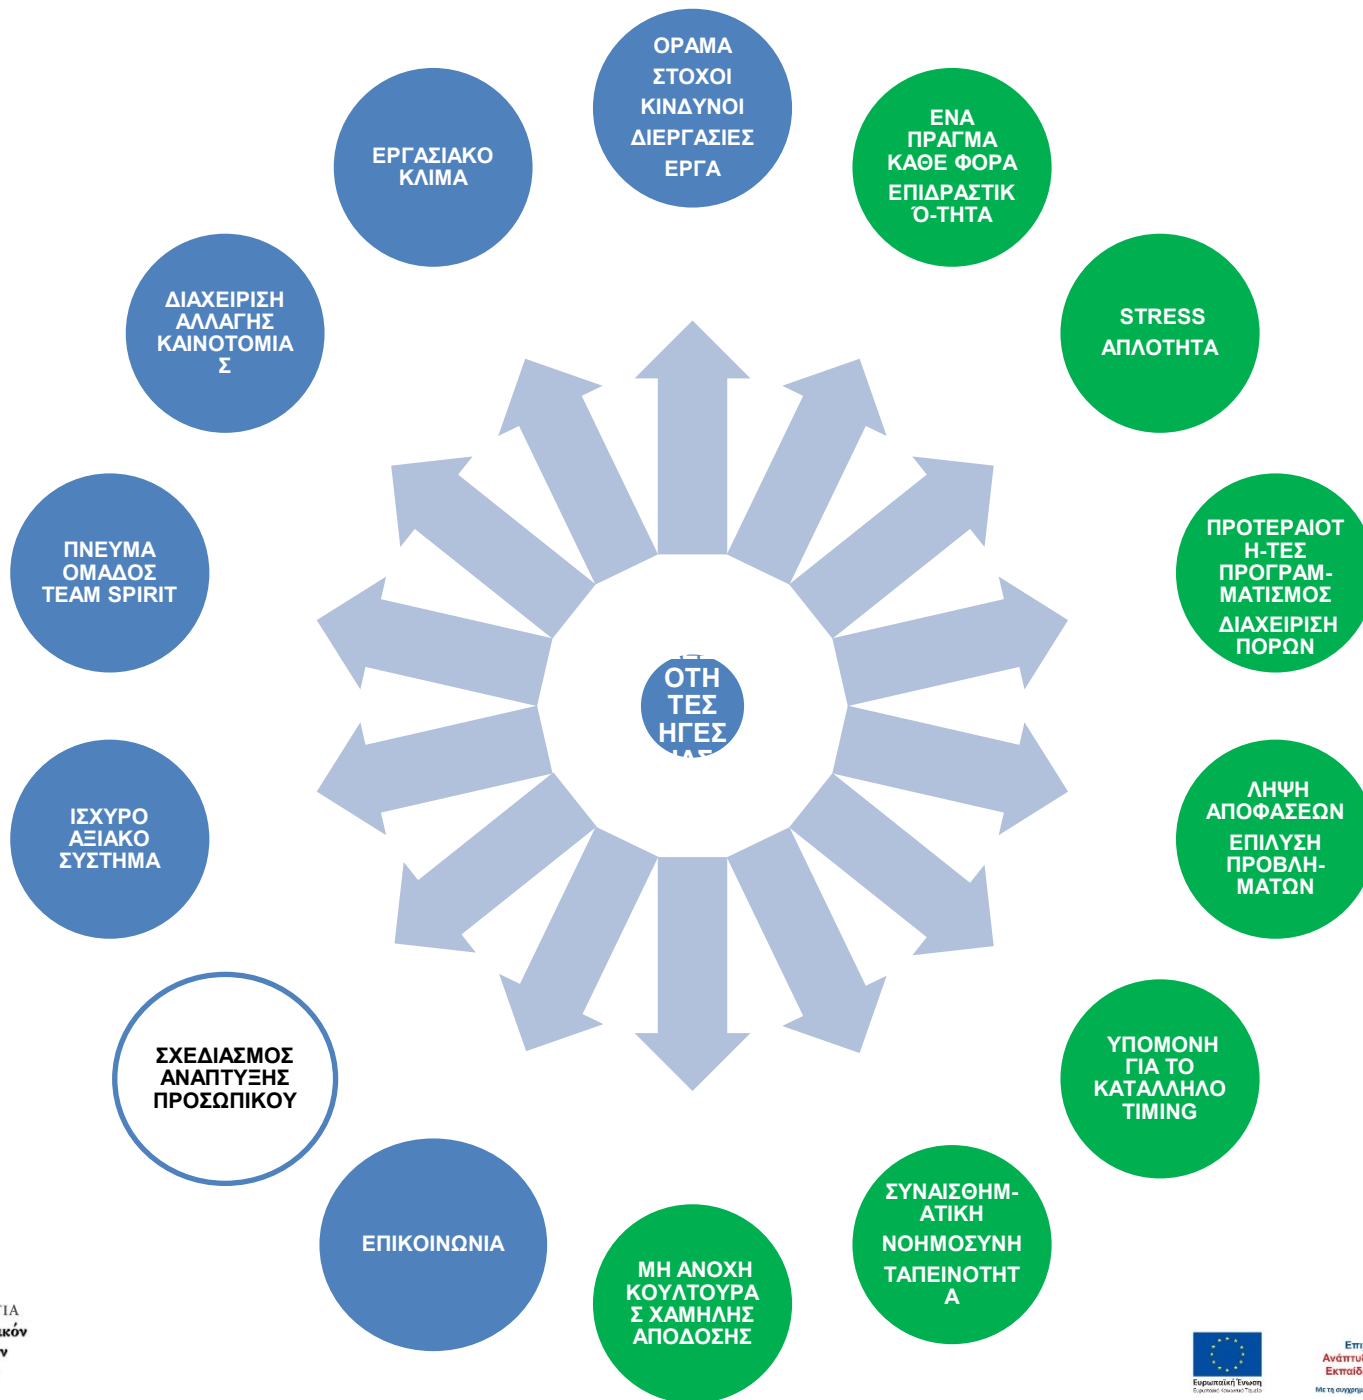 ΟΡΑΜΑ
ΣΤΟΧΟΙ
ΚΙΝΔΥΝΟΙ
ΔΙΕΡΓΑΣΙΕΣ
ΕΡΓΑ
ΕΝΑ
ΠΡΑΓΜΑ
ΚΑΘΕ ΦΟΡΑ
ΕΠΙΔΡΑΣΤΙΚ
Ό-ΤΗΤΑ
STRESS
ΑΠΛΟΤΗΤΑ
ΠΡΟΤΕΡΑΙΟΤ
Η-ΤΕΣ
ΠΡΟΓΡΑΜ-
ΜΑΤΙΣΜΟΣ
ΔΙΑΧΕΙΡΙΣΗ
ΠΟΡΩΝ
ΛΗΨΗ
ΑΠΟΦΑΣΕΩΝ
ΕΠΙΛΥΣΗ
ΠΡΟΒΛΗ-
ΜΑΤΩΝ
ΥΠΟΜΟΝΗ
ΓΙΑ ΤΟ
ΚΑΤΑΛΛΗΛΟ
TIMING
ΣΥΝΑΙΣΘΗΜ-
ΑΤΙΚΗ
ΝΟΗΜΟΣΥΝΗ
ΤΑΠΕΙΝΟΤΗΤ
Α
ΜΗ ΑΝΟΧΗ
ΚΟΥΛΤΟΥΡΑ
Σ ΧΑΜΗΛΗΣ
ΑΠΟΔΟΣΗΣ
ΕΠΙΚΟΙΝΩΝΙΑ
ΣΧΕΔΙΑΣΜΟΣ
ΑΝΑΠΤΥΞΗΣ
ΠΡΟΣΩΠΙΚΟΥ
ΙΣΧΥΡΟ
ΑΞΙΑΚΟ
ΣΥΣΤΗΜΑ
ΠΝΕΥΜΑ
ΟΜΑΔΟΣ
TEAM SPIRIT
ΔΙΑΧΕΙΡΙΣΗ
ΑΛΛΑΓΗΣ
ΚΑΙΝΟΤΟΜΙΑ
Σ
ΕΡΓΑΣΙΑΚΟ
ΚΛΙΜΑ
ΟΤΗ
ΤΕΣ
ΗΓΕΣ
ΙΑΣ
Ευρωπαϊκή Ένωση